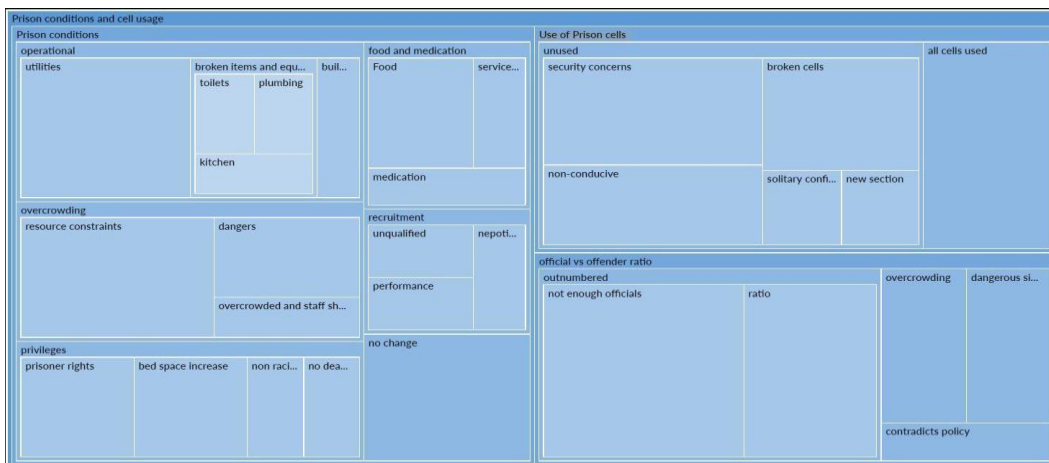 Prison conditions and cell usage
Prison conditions
operational
utilities
broken items and equ...
toilets
plumbing
kitchen
buil...
food and medication
Food
service...
medication
overcrowding
resource constraints
dangers
overcrowded and staff sh...
recruitment
unqualified
nepoti...
performance
privileges
prisoner rights
bed space increase
non raci...
no dea...
no change
Use of Prison cells
unused
security concerns
broken cells
non-conducive
solitary confi...
new section
all cells used
official vs offender ratio
outnumbered
not enough officials
ratio
overcrowding
dangerous si...
contradicts policy